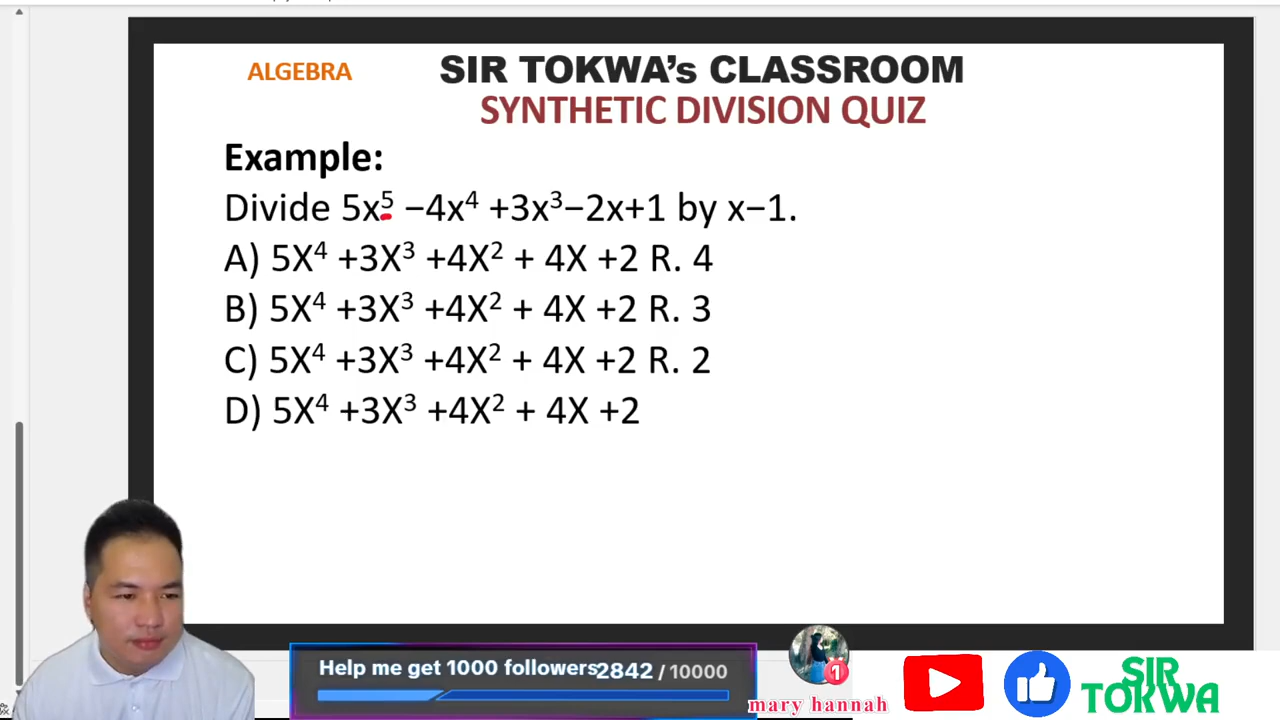 ALGEBRA
SIR TOKWA's CLASSROOM
SYNTHETIC DIVISION QUIZ
Example:
Divide 5x⁵ −4x⁴ +3x³−2x+1 by x−1.
A) 5X⁴ +3X³ +4X² + 4X +2 R. 4
B) 5X⁴ +3X³ +4X² + 4X +2 R. 3
C) 5X⁴ +3X³ +4X² + 4X +2 R. 2
D) 5X⁴ +3X³ +4X² + 4X +2
Help me get 1000 followers 2842 / 10000
1
mary hannah
SIR
TOKWA